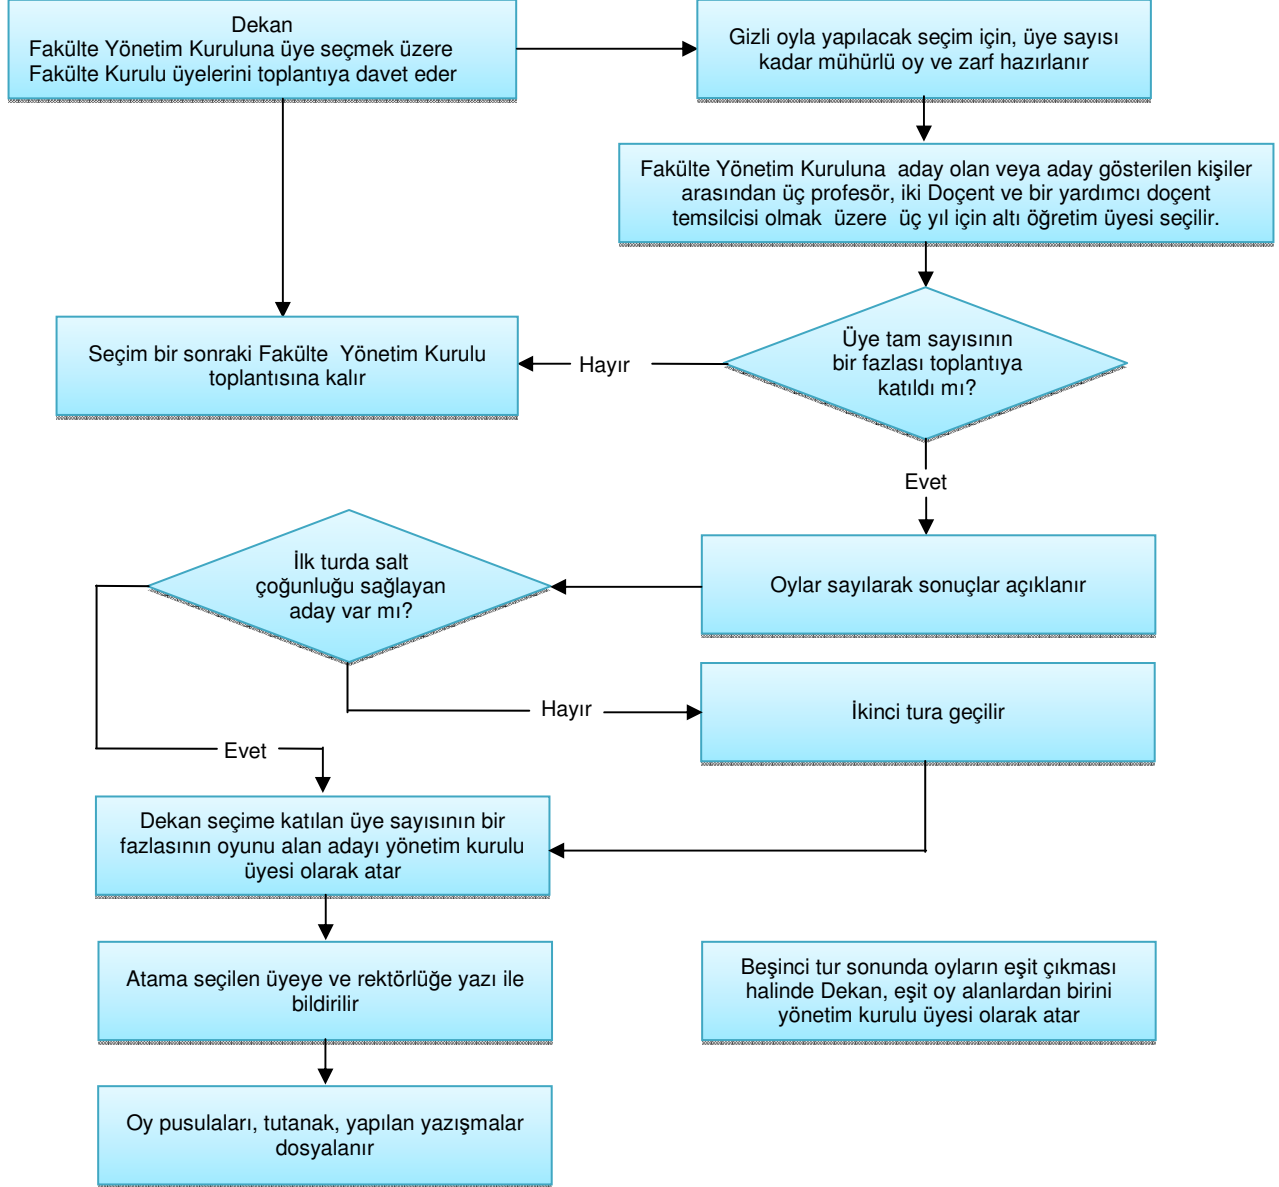 Dekan
Fakülte Yönetim Kuruluna üye seçmek üzere
Fakülte Kurulu üyelerini toplantıya davet eder
Gizli oyla yapılacak seçim için, üye sayısı
kadar mühürlü oy ve zarf hazırlanır
Fakülte Yönetim Kuruluna aday olan veya aday gösterilen kişiler
arasından üç profesör, iki Doçent ve bir yardımcı doçent
temsilcisi olmak üzere üç yıl için altı öğretim üyesi seçilir.
Üye tam sayısının
bir fazlası toplantıya
katıldı mı?
Hayır
Seçim bir sonraki Fakülte Yönetim Kurulu
toplantısına kalır
Evet
Oylar sayılarak sonuçlar açıklanır
İlk turda salt
çoğunluğu sağlayan
aday var mı?
Hayır
İkinci tura geçilir
Evet
Dekan seçime katılan üye sayısının bir
fazlasının oyunu alan adayı yönetim kurulu
üyesi olarak atar
Atama seçilen üyeye ve rektörlüğe yazı ile
bildirilir
Beşinci tur sonunda oyların eşit çıkması
halinde Dekan, eşit oy alanlardan birini
yönetim kurulu üyesi olarak atar
Oy pusulaları, tutanak, yapılan yazışmalar
dosyalanır